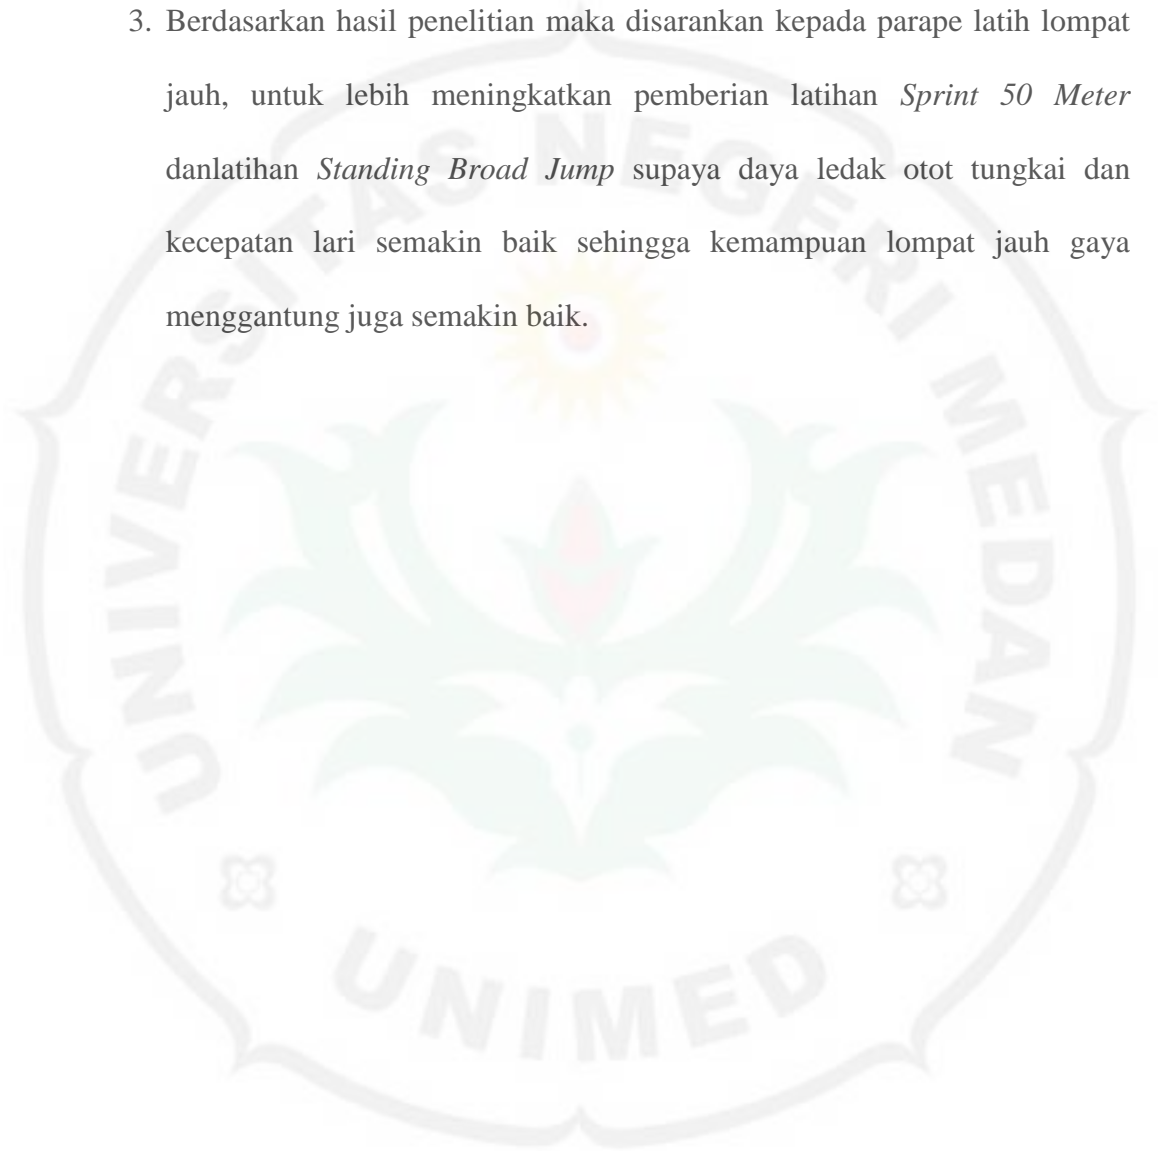 3. Berdasarkan hasil penelitian maka disarankan kepada parape latih lompat
jauh, untuk lebih meningkatkan pemberian latihan Sprint 50 Meter
danlatihan Standing Broad Jump supaya daya ledak otot tungkai dan
kecepatan lari semakin baik sehingga kemampuan lompat jauh gaya
menggantung juga semakin baik.
UNIVERSITAS NEGERI MEDAN
UNIMED